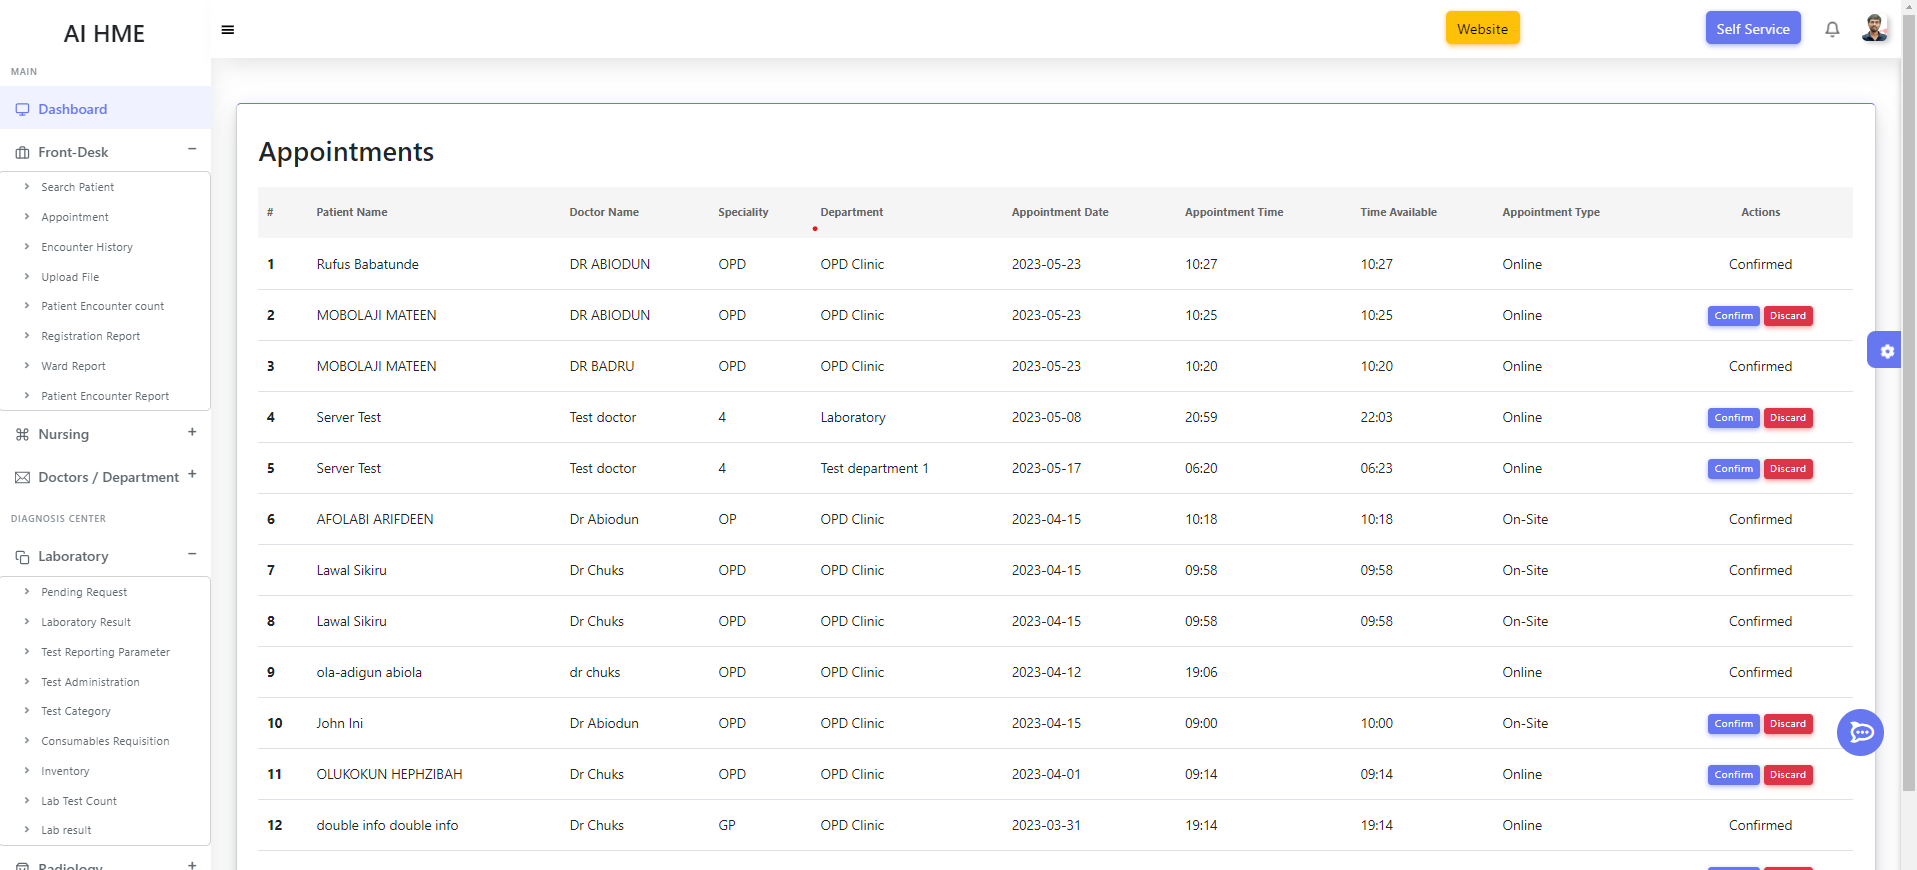 AI HME
Website
Self Service
MAIN
Dashboard
Front-Desk
Search Patient
Appointment
Encounter History
Upload File
Patient Encounter count
Registration Report
Ward Report
Patient Encounter Report
Nursing
Doctors / Department
DIAGNOSIS CENTER
Laboratory
Pending Request
Laboratory Result
Test Reporting Parameter
Test Administration
Test Category
Consumables Requisition
Inventory
Lab Test Count
Lab result
Radiology
Appointments
# Patient Name Doctor Name Speciality Department Appointment Date Appointment Time Time Available Appointment Type Actions
1 Rufus Babatunde DR ABIODUN OPD OPD Clinic 2023-05-23 10:27 10:27 Online Confirmed
2 MOBOLAJI MATEEN DR ABIODUN OPD OPD Clinic 2023-05-23 10:25 10:25 Online Confirm Discard
3 MOBOLAJI MATEEN DR BADRU OPD OPD Clinic 2023-05-23 10:20 10:20 Online Confirmed
4 Server Test Test doctor 4 Laboratory 2023-05-08 20:59 22:03 Online Confirm Discard
5 Server Test Test doctor 4 Test department 1 2023-05-17 06:20 06:23 Online Confirm Discard
6 AFOLABI ARIFDEEN Dr Abiodun OP OPD Clinic 2023-04-15 10:18 10:18 On-Site Confirmed
7 Lawal Sikiru Dr Chuks OPD OPD Clinic 2023-04-15 09:58 09:58 On-Site Confirmed
8 Lawal Sikiru Dr Chuks OPD OPD Clinic 2023-04-15 09:58 09:58 On-Site Confirmed
9 ola-adigun abiola dr chuks OPD OPD Clinic 2023-04-12 19:06 Online Confirmed
10 John Ini Dr Abiodun OPD OPD Clinic 2023-04-15 09:00 10:00 On-Site Confirm Discard
11 OLUKOKUN HEPHZIBAH Dr Chuks OPD OPD Clinic 2023-04-01 09:14 09:14 Online Confirm Discard
12 double info double info Dr Chuks GP OPD Clinic 2023-03-31 19:14 19:14 Online Confirmed